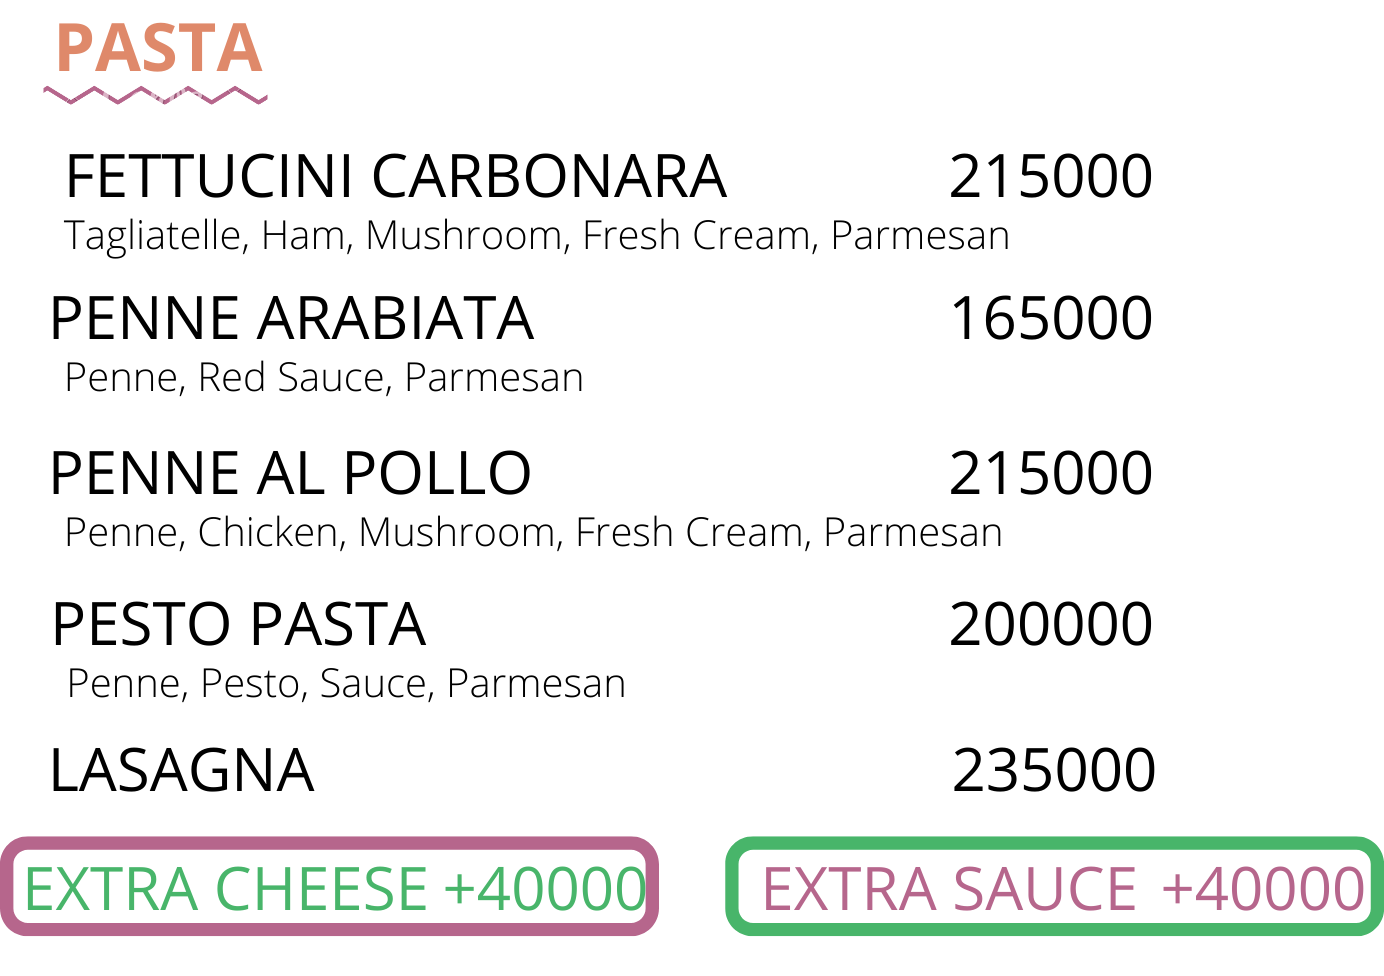 PASTA
FETTUCINI CARBONARA 215000
Tagliatelle, Ham, Mushroom, Fresh Cream, Parmesan
PENNE ARABIATA 165000
Penne, Red Sauce, Parmesan
PENNE AL POLLO 215000
Penne, Chicken, Mushroom, Fresh Cream, Parmesan
PESTO PASTA 200000
Penne, Pesto, Sauce, Parmesan
LASAGNA 235000
EXTRA CHEESE +40000 EXTRA SAUCE +40000